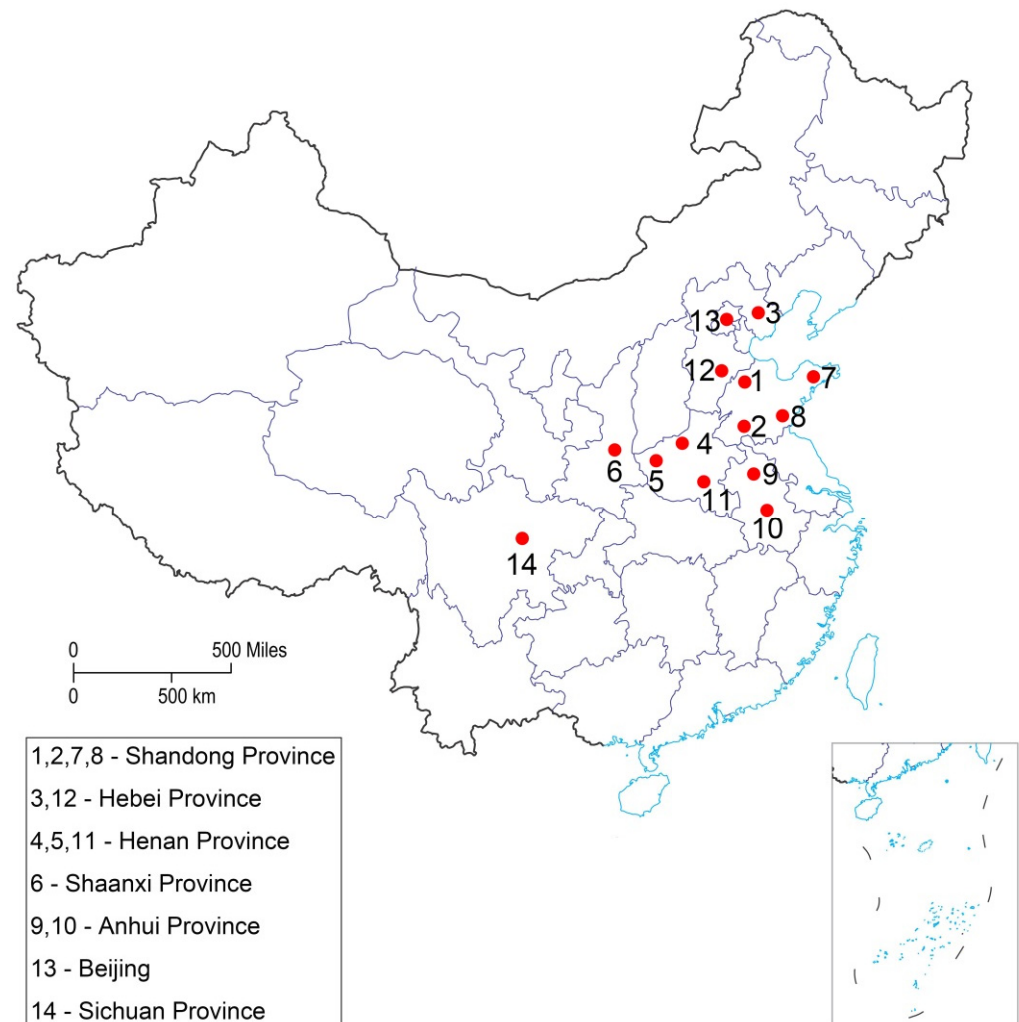 13
3
12
1
7
8
2
4
6
5
9
11
10
14
0 500 Miles
0 500 km
1,2,7,8 - Shandong Province
3,12 - Hebei Province
4,5,11 - Henan Province
6 - Shaanxi Province
9,10 - Anhui Province
13 - Beijing
14 - Sichuan Province